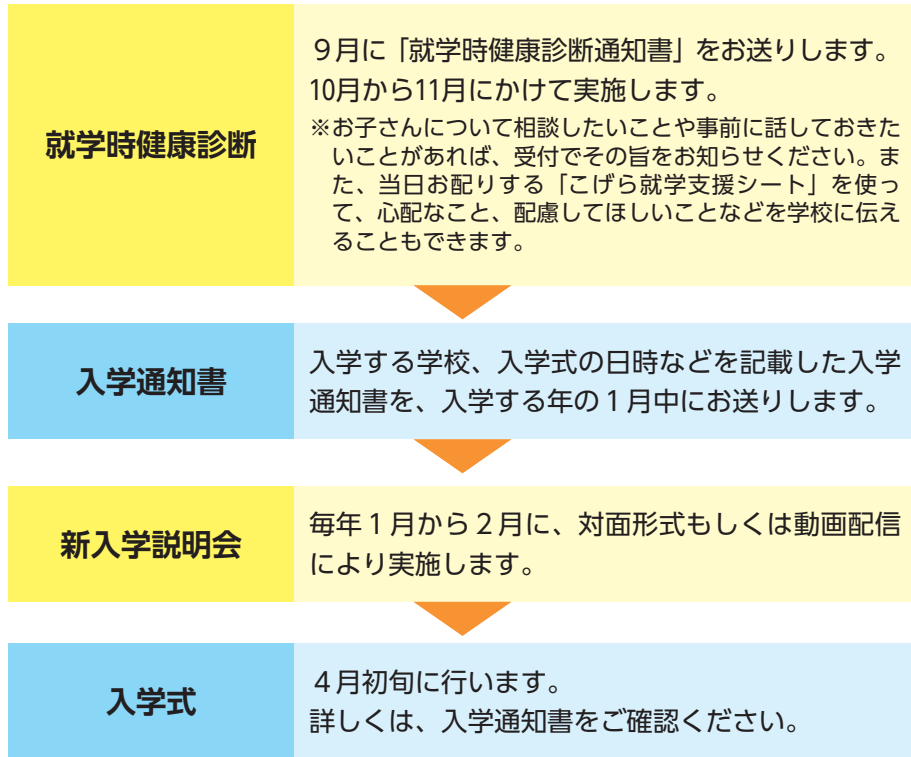 就学時健康診断
９月に「就学時健康診断通知書」をお送りします。
10月から11月にかけて実施します。
※お子さんについて相談したいことや事前に話しておきた
いことがあれば、受付でその旨をお知らせください。ま
た、当日お配りする「こげら就学支援シート」を使っ
て、心配なこと、配慮してほしいことなどを学校に伝え
ることもできます。
入学通知書
入学する学校、入学式の日時などを記載した入学
通知書を、入学する年の１月中にお送りします。
新入学説明会
毎年１月から２月に、対面形式もしくは動画配信
により実施します。
入学式
４月初旬に行います。
詳しくは、入学通知書をご確認ください。